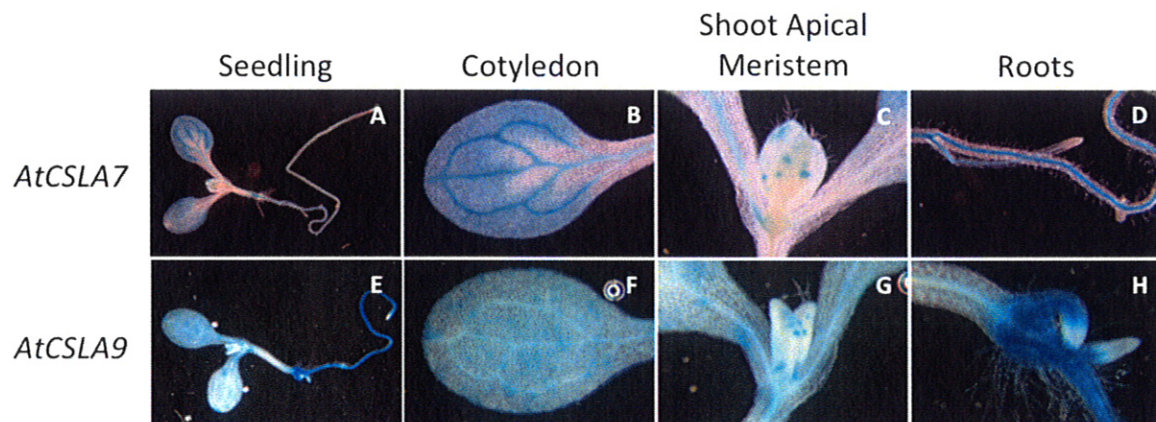 Seedling
Cotyledon
Shoot Apical
Meristem
Roots
AtCSLA7
A
B
C
D
AtCSLA9
E
F
G
H